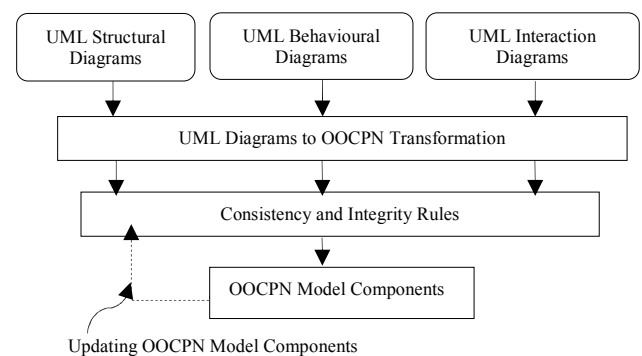 UML Structural
Diagrams
UML Behavioural
Diagrams
UML Interaction
Diagrams
UML Diagrams to OOCPN Transformation
Consistency and Integrity Rules
OOCPN Model Components
Updating OOCPN Model Components